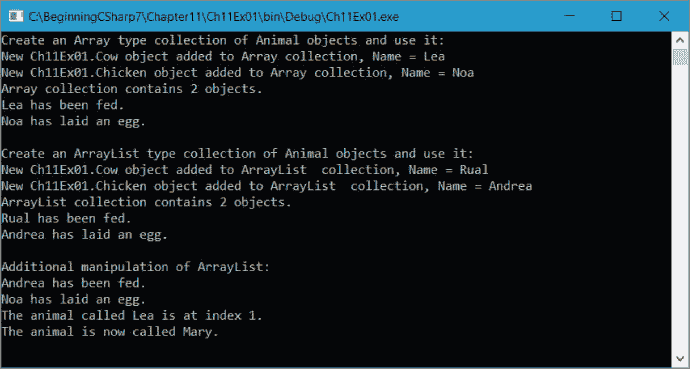 C:\BeginningCSharp7\Chapter11\Ch11Ex01\bin\Debug\Ch11Ex01.exe
Create an Array type collection of Animal objects and use it:
New Ch11Ex01.Cow object added to Array collection, Name = Lea
New Ch11Ex01.Chicken object added to Array collection, Name = Noa
Array collection contains 2 objects.
Lea has been fed.
Noa has laid an egg.
Create an ArrayList type collection of Animal objects and use it:
New Ch11Ex01.Cow object added to ArrayList  collection, Name = Rual
New Ch11Ex01.Chicken object added to ArrayList  collection, Name = Andrea
ArrayList collection contains 2 objects.
Rual has been fed.
Andrea has laid an egg.
Additional manipulation of ArrayList:
Andrea has been fed.
Noa has laid an egg.
The animal called Lea is at index 1.
The animal is now called Mary.